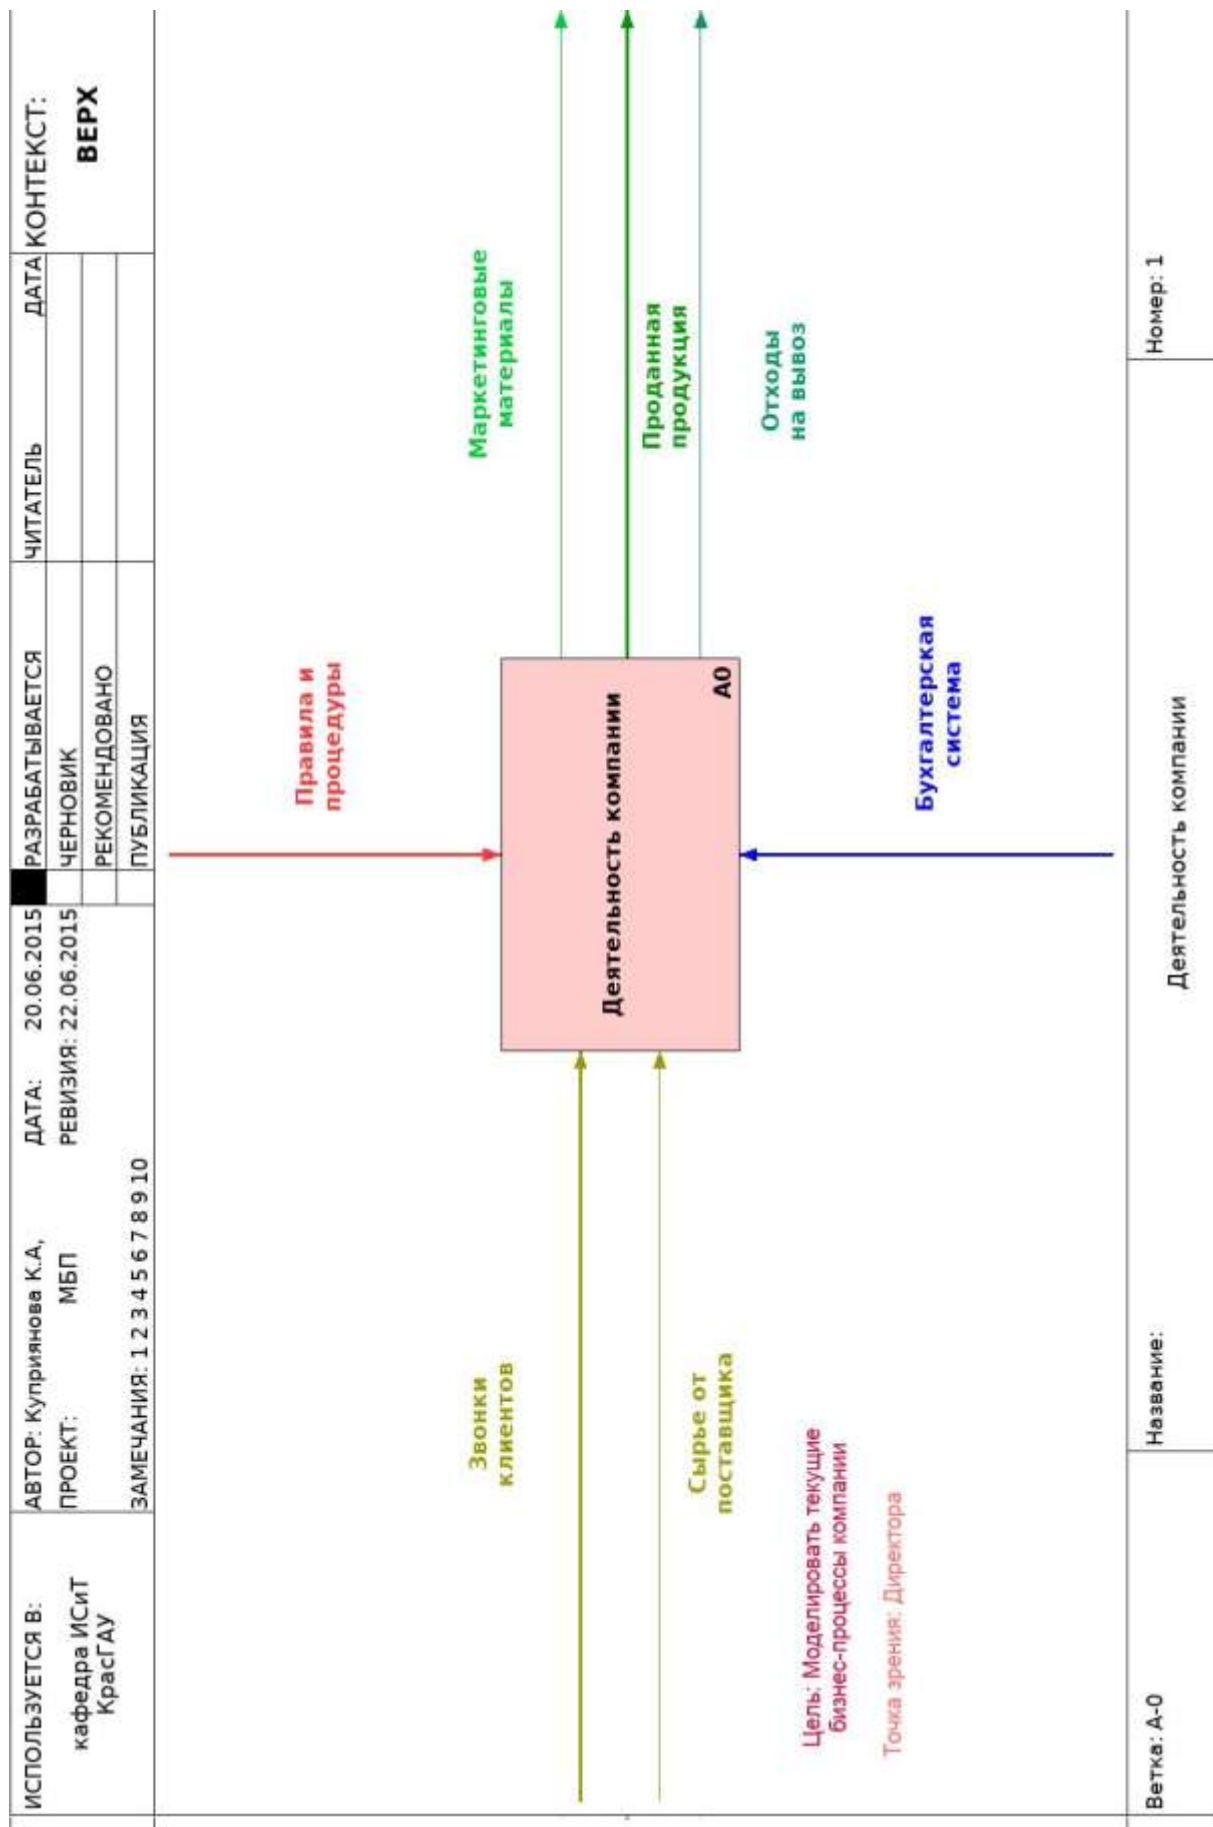 ИСПОЛЬЗУЕТСЯ В:
кафедра ИСиТ
КрасГАУ
АВТОР: Куприянова К.А,
ДАТА: 20.06.2015
ПРОЕКТ: МБП
РЕВИЗИЯ: 22.06.2015
ЗАМЕЧАНИЯ: 1 2 3 4 5 6 7 8 9 10
РАЗРАБАТЫВАЕТСЯ
ЧЕРНОВИК
РЕКОМЕНДОВАНО
ПУБЛИКАЦИЯ
ЧИТАТЕЛЬ ДАТА
КОНТЕКСТ:
ВЕРХ
Правила и
процедуры
Звонки
клиентов
Сырье от
поставщика
Деятельность компании
A0
Маркетинговые
материалы
Проданная
продукция
Отходы
на вывоз
Бухгалтерская
система
Цель: Моделировать текущие
бизнес-процессы компании
Точка зрения: Директора
Ветка: A-0
Название:
Деятельность компании
Номер: 1